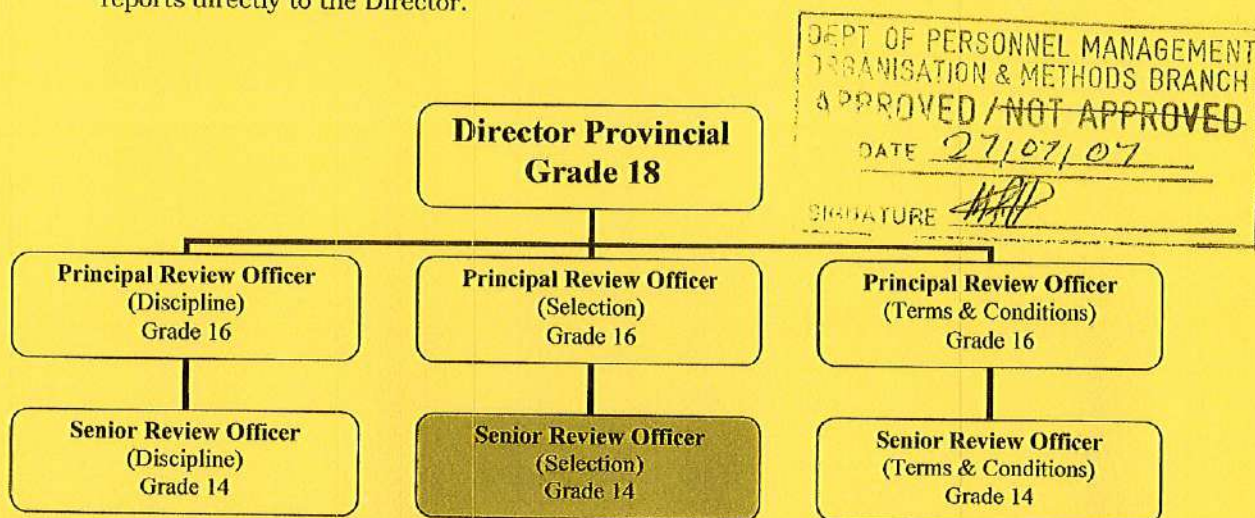 reports directly to the Director.
DEPT OF PERSONNEL MANAGEMENT
ORGANISATION & METHODS BRANCH
APPROVED / NOT APPROVED
DATE 27/07/07
SIGNATURE
Director Provincial
Grade 18
Principal Review Officer
(Discipline)
Grade 16
Principal Review Officer
(Selection)
Grade 16
Principal Review Officer
(Terms & Conditions)
Grade 16
Senior Review Officer
(Discipline)
Grade 14
Senior Review Officer
(Selection)
Grade 14
Senior Review Officer
(Terms & Conditions)
Grade 14